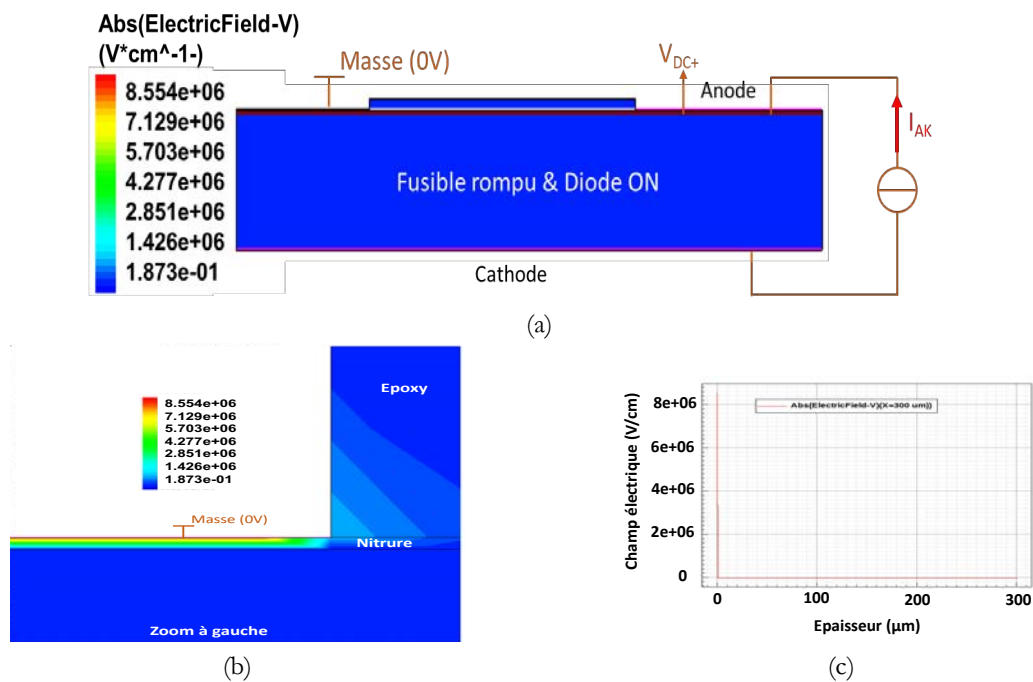 Abs(ElectricField-V)
(V*cm^-1-)
8.554e+06
7.129e+06
5.703e+06
4.277e+06
2.851e+06
1.426e+06
1.873e-01
Masse (0V)
VDC+
Anode
IAK
Fusible rompu & Diode ON
Cathode
(a)
8.554e+06
7.129e+06
5.703e+06
4.277e+06
2.851e+06
1.426e+06
1.873e-01
Epoxy
Masse (0V)
Nitrure
Zoom à gauche
(b)
Abs(ElectricField-V)(X=300 um))
Champ électrique (V/cm)
8e+06
6e+06
4e+06
2e+06
0
0
100
200
300
Epaisseur (µm)
(c)